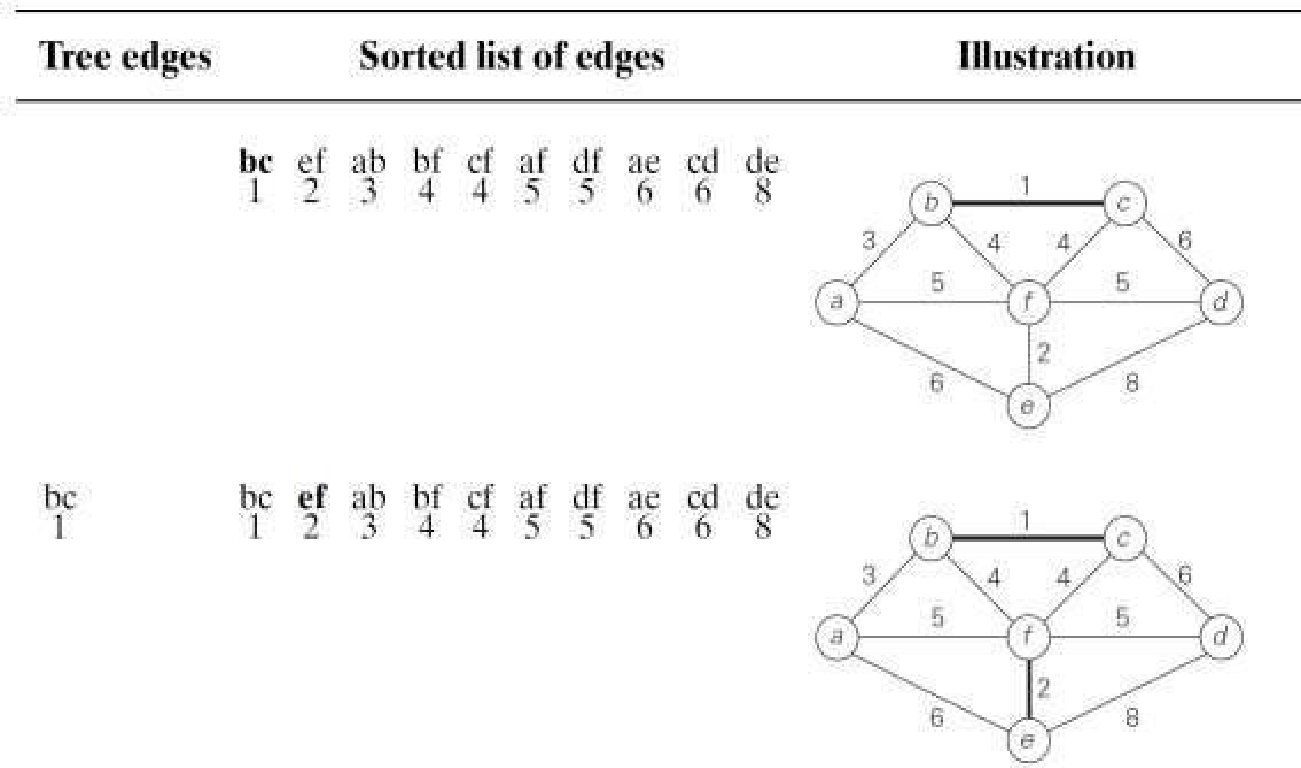 Tree edges Sorted list of edges Illustration
bc ef ab bf cf af df ae cd de
1 2 3 4 4 5 5 6 6 8
1
b c
3 4 4 6
5 5
a f d
2
6 8
e
bc bc ef ab bf cf af df ae cd de
1 1 2 3 4 4 5 5 6 6 8
1
b c
3 4 4 6
5 5
a f d
2
6 8
e